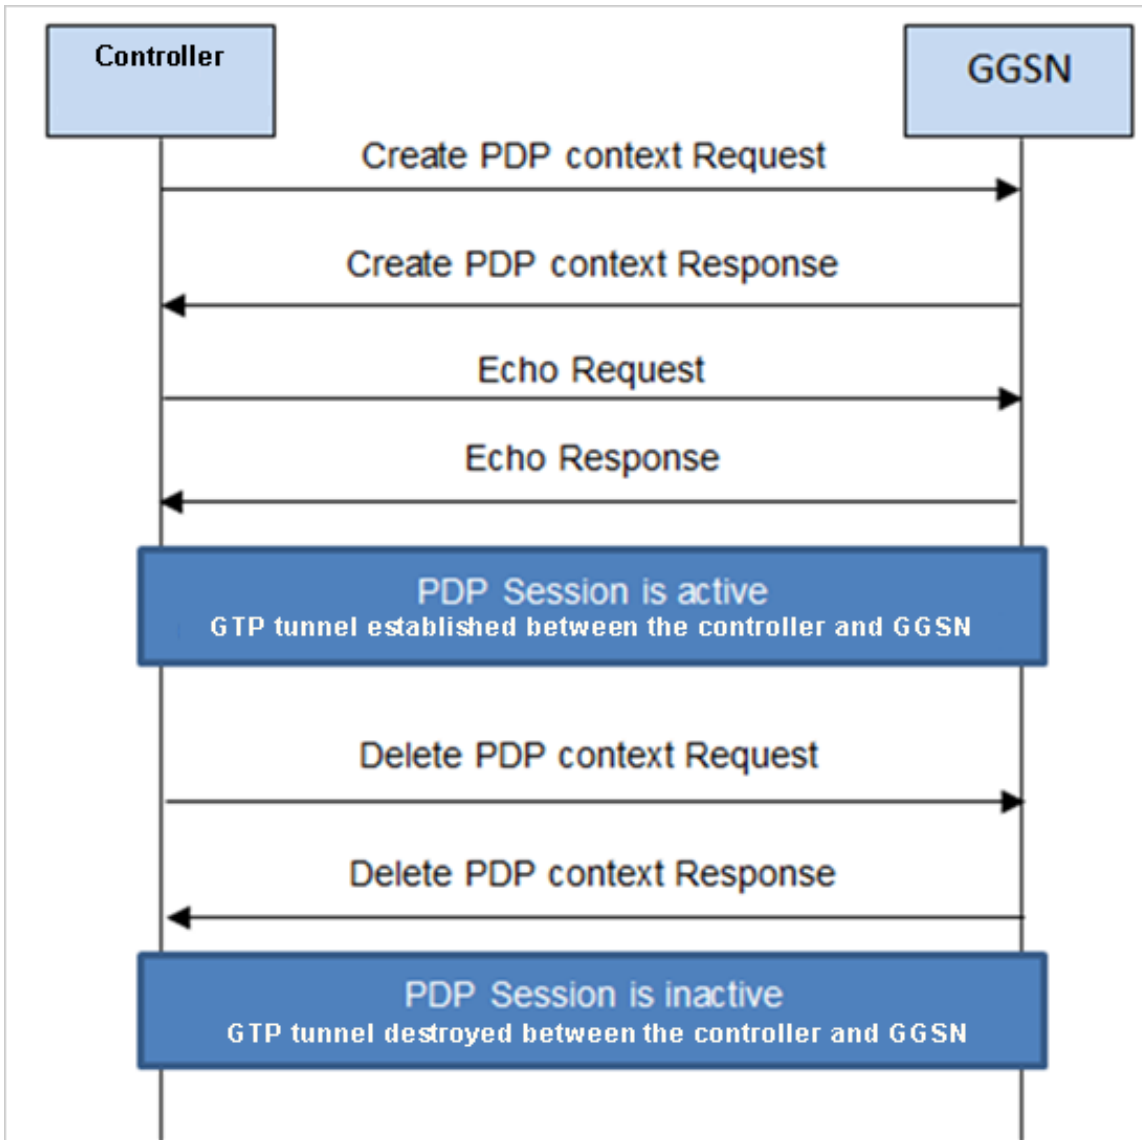 Controller
GGSN
Create PDP context Request
Create PDP context Response
Echo Request
Echo Response
PDP Session is active
GTP tunnel established between the controller and GGSN
Delete PDP context Request
Delete PDP context Response
PDP Session is inactive
GTP tunnel destroyed between the controller and GGSN